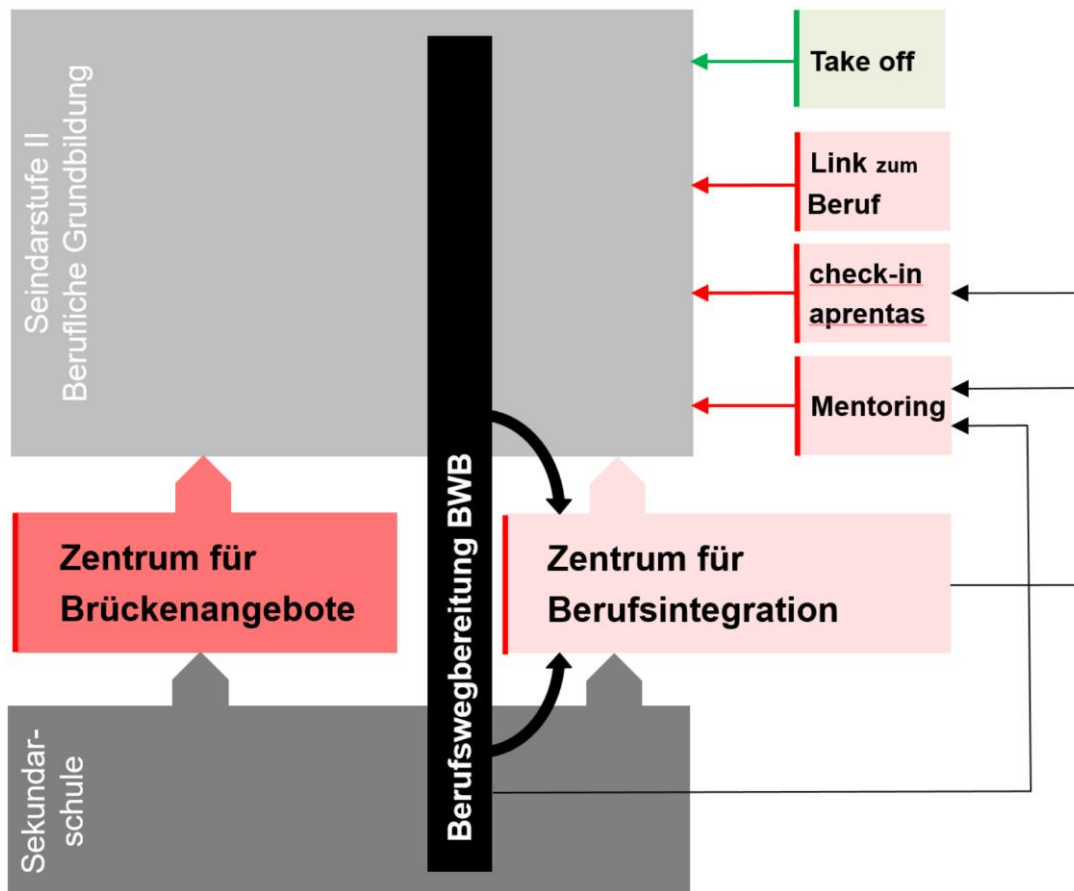 Seindarstufe II
Berufliche Grundbildung
Take off
Link zum
Beruf
check-in
aprentas
Mentoring
Berufswegbereitung BWB
Zentrum für
Brückenangebote
Zentrum für
Berufsintegration
Sekundar-
schule